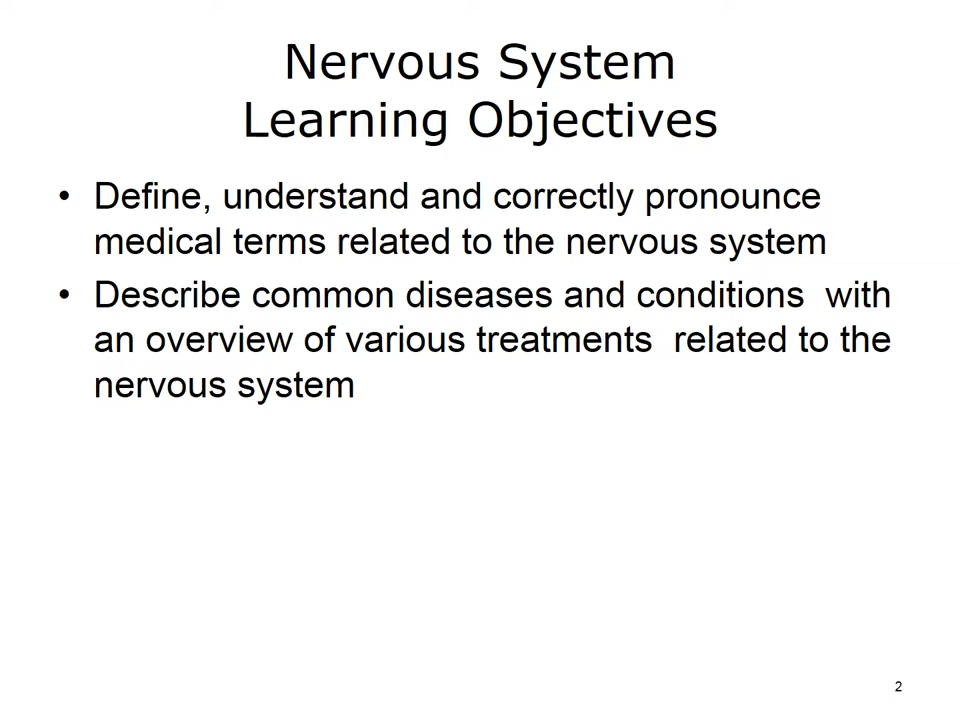 Nervous System
Learning Objectives
• Define, understand and correctly pronounce
medical terms related to the nervous system
• Describe common diseases and conditions  with
an overview of various treatments  related to the
nervous system
2